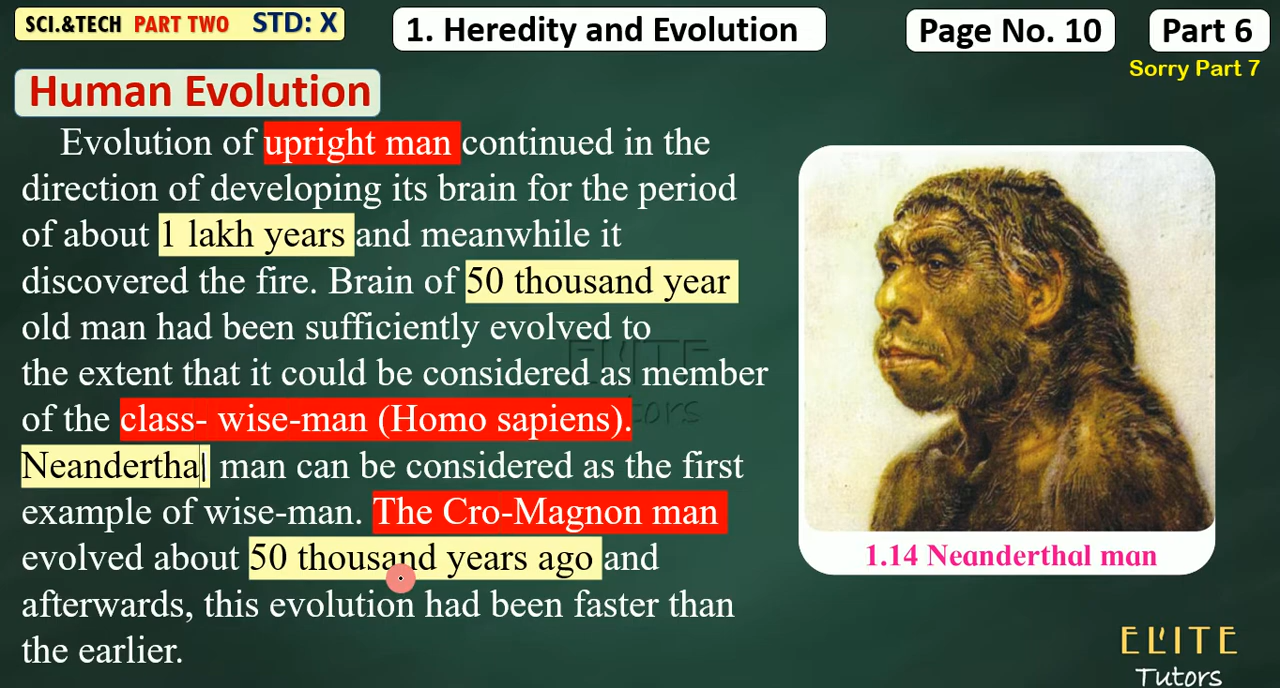 SCI.&TECH PART TWO STD: X
1. Heredity and Evolution
Page No. 10
Part 6
Sorry Part 7
Human Evolution
Evolution of upright man continued in the
direction of developing its brain for the period
of about 1 lakh years and meanwhile it
discovered the fire. Brain of 50 thousand year
old man had been sufficiently evolved to
the extent that it could be considered as member
of the class- wise-man (Homo sapiens).
Neanderthal man can be considered as the first
example of wise-man. The Cro-Magnon man
evolved about 50 thousand years ago and
afterwards, this evolution had been faster than
the earlier.
ELITE
Tutors
1.14 Neanderthal man
ELITE
Tutors